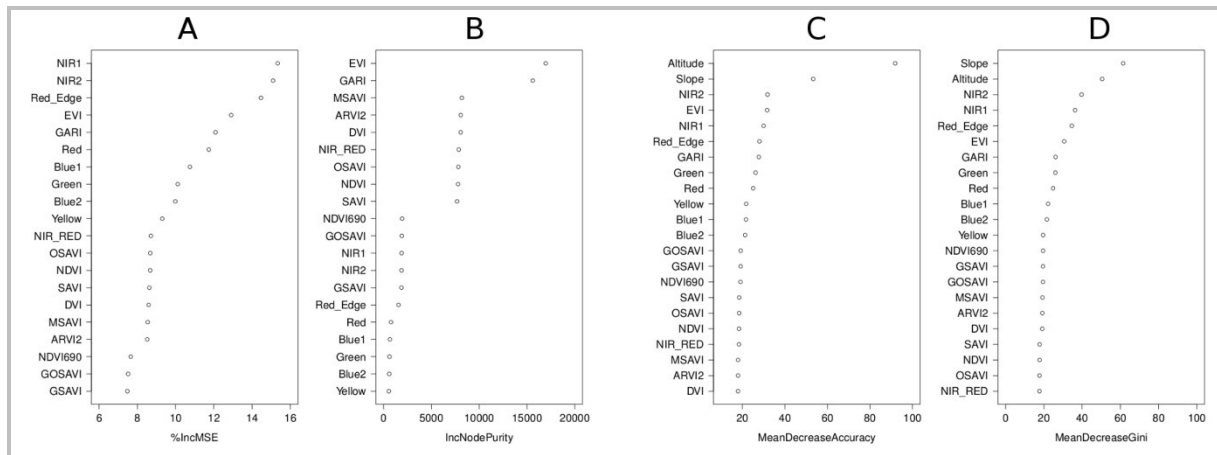 A
NIR1
NIR2
Red_Edge
EVI
GARI
Red
Blue1
Green
Blue2
Yellow
NIR_RED
OSAVI
NDVI
SAVI
DVI
MSAVI
ARVI2
NDVI690
GOSAVI
GSAVI
6 8 10 12 14 16
%IncMSE
B
EVI
GARI
MSAVI
ARVI2
DVI
NIR_RED
OSAVI
NDVI
SAVI
NDVI690
GOSAVI
NIR1
NIR2
GSAVI
Red_Edge
Red
Blue1
Green
Blue2
Yellow
0 5000 10000 15000 20000
IncNodePurity
C
Altitude
Slope
NIR2
EVI
NIR1
Red_Edge
GARI
Green
Red
Yellow
Blue1
Blue2
GOSAVI
GSAVI
NDVI690
SAVI
OSAVI
NDVI
NIR_RED
MSAVI
ARVI2
DVI
20 40 60 80 100
MeanDecreaseAccuracy
D
Slope
Altitude
NIR2
NIR1
Red_Edge
EVI
GARI
Green
Red
Blue1
Blue2
Yellow
NDVI690
GSAVI
GOSAVI
MSAVI
ARVI2
DVI
SAVI
NDVI
OSAVI
NIR_RED
0 20 40 60 80 100
MeanDecreaseGini